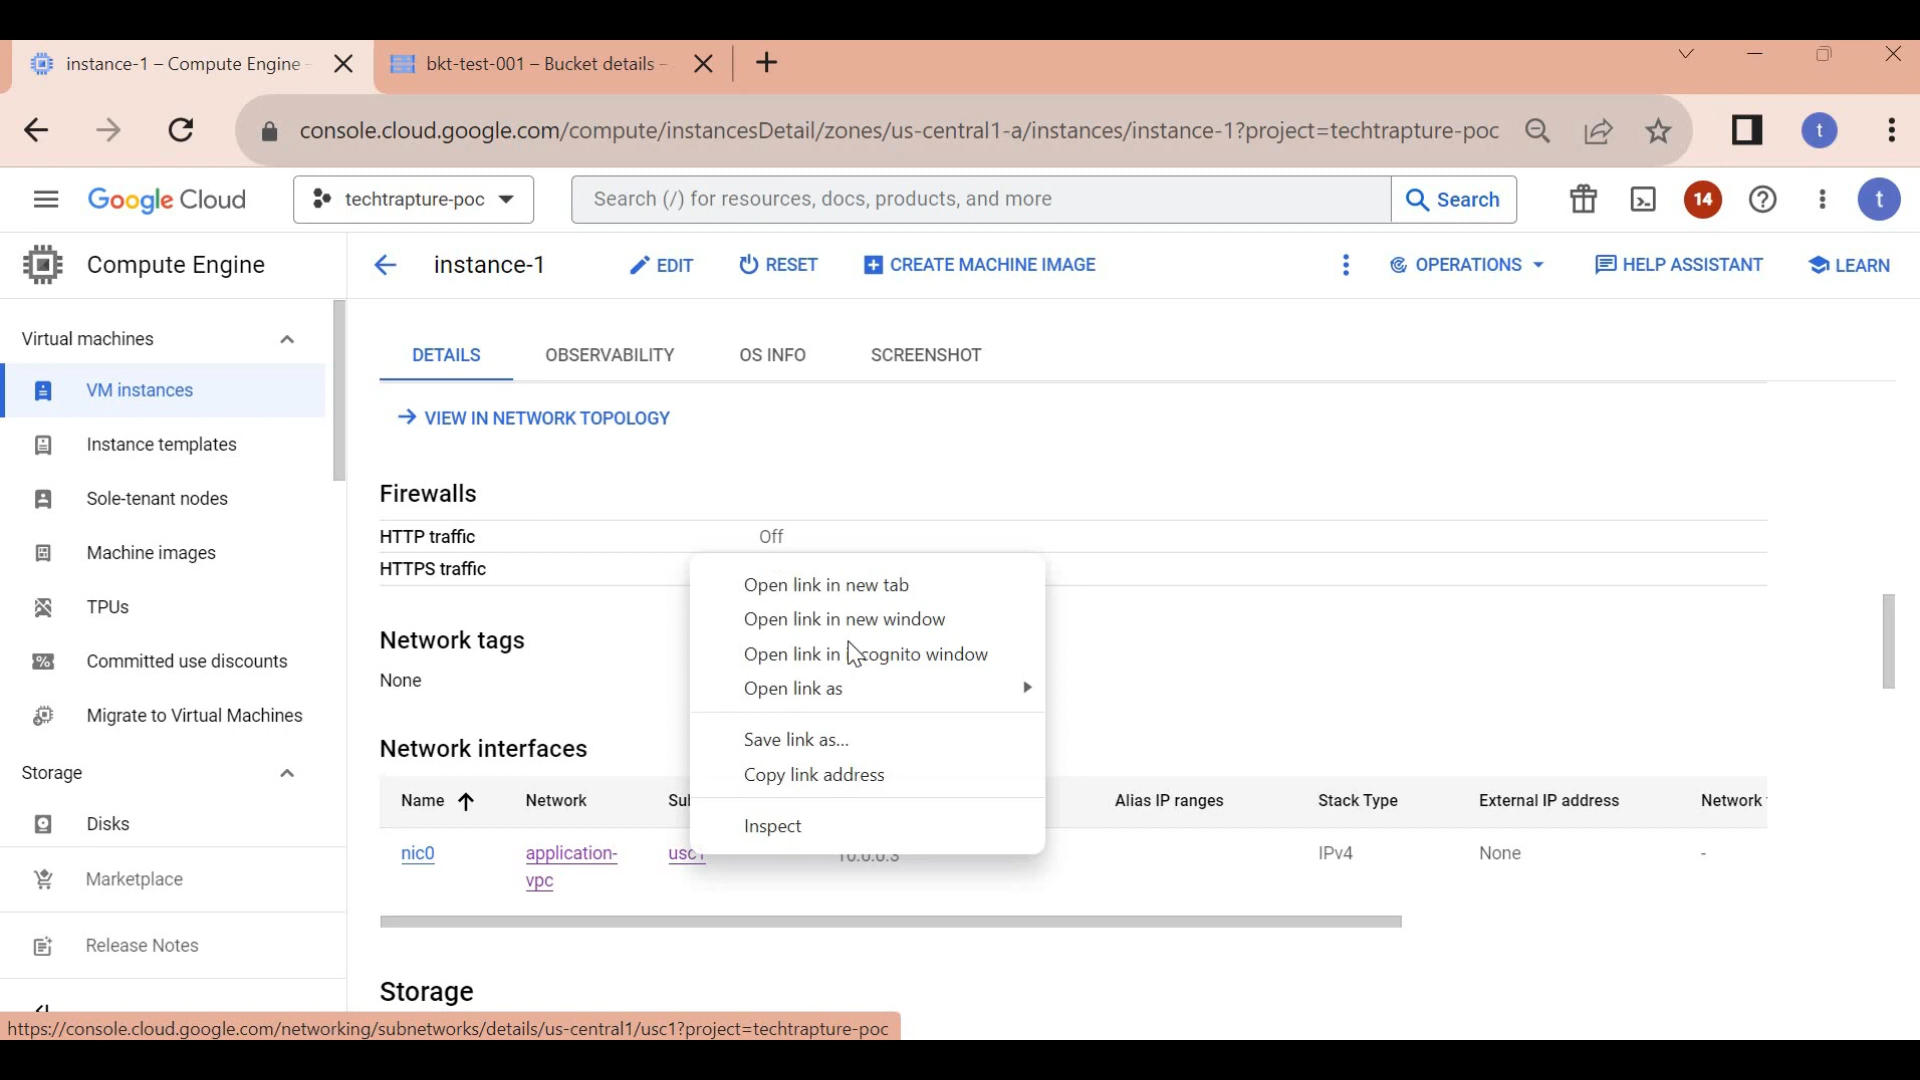 instance-1 – Compute Engine –
bkt-test-001 – Bucket details –
console.cloud.google.com/compute/instancesDetail/zones/us-central1-a/instances/instance-1?project=techtrapture-poc
t
Google Cloud
techtrapture-poc
Search (/) for resources, docs, products, and more
Search
14
t
Compute Engine
instance-1
EDIT
RESET
CREATE MACHINE IMAGE
OPERATIONS
HELP ASSISTANT
LEARN
Virtual machines
VM instances
Instance templates
Sole-tenant nodes
Machine images
TPUs
Committed use discounts
Migrate to Virtual Machines
Storage
Disks
Marketplace
Release Notes
DETAILS
OBSERVABILITY
OS INFO
SCREENSHOT
VIEW IN NETWORK TOPOLOGY
Firewalls
HTTP traffic Off
HTTPS traffic
Network tags
None
Network interfaces
Name Network Alias IP ranges Stack Type External IP address Network
nic0 application- usc1 10.0.0.3 IPv4 None -
vpc
Storage
Open link in new tab
Open link in new window
Open link in incognito window
Open link as
Save link as...
Copy link address
Inspect
https://console.cloud.google.com/networking/subnetworks/details/us-central1/usc1?project=techtrapture-poc